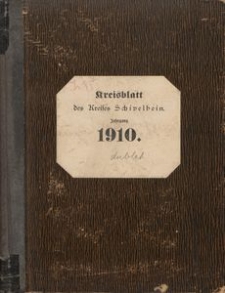 Kreisblatt
des Kreises Schivelbein.
Jahrgang
1910.